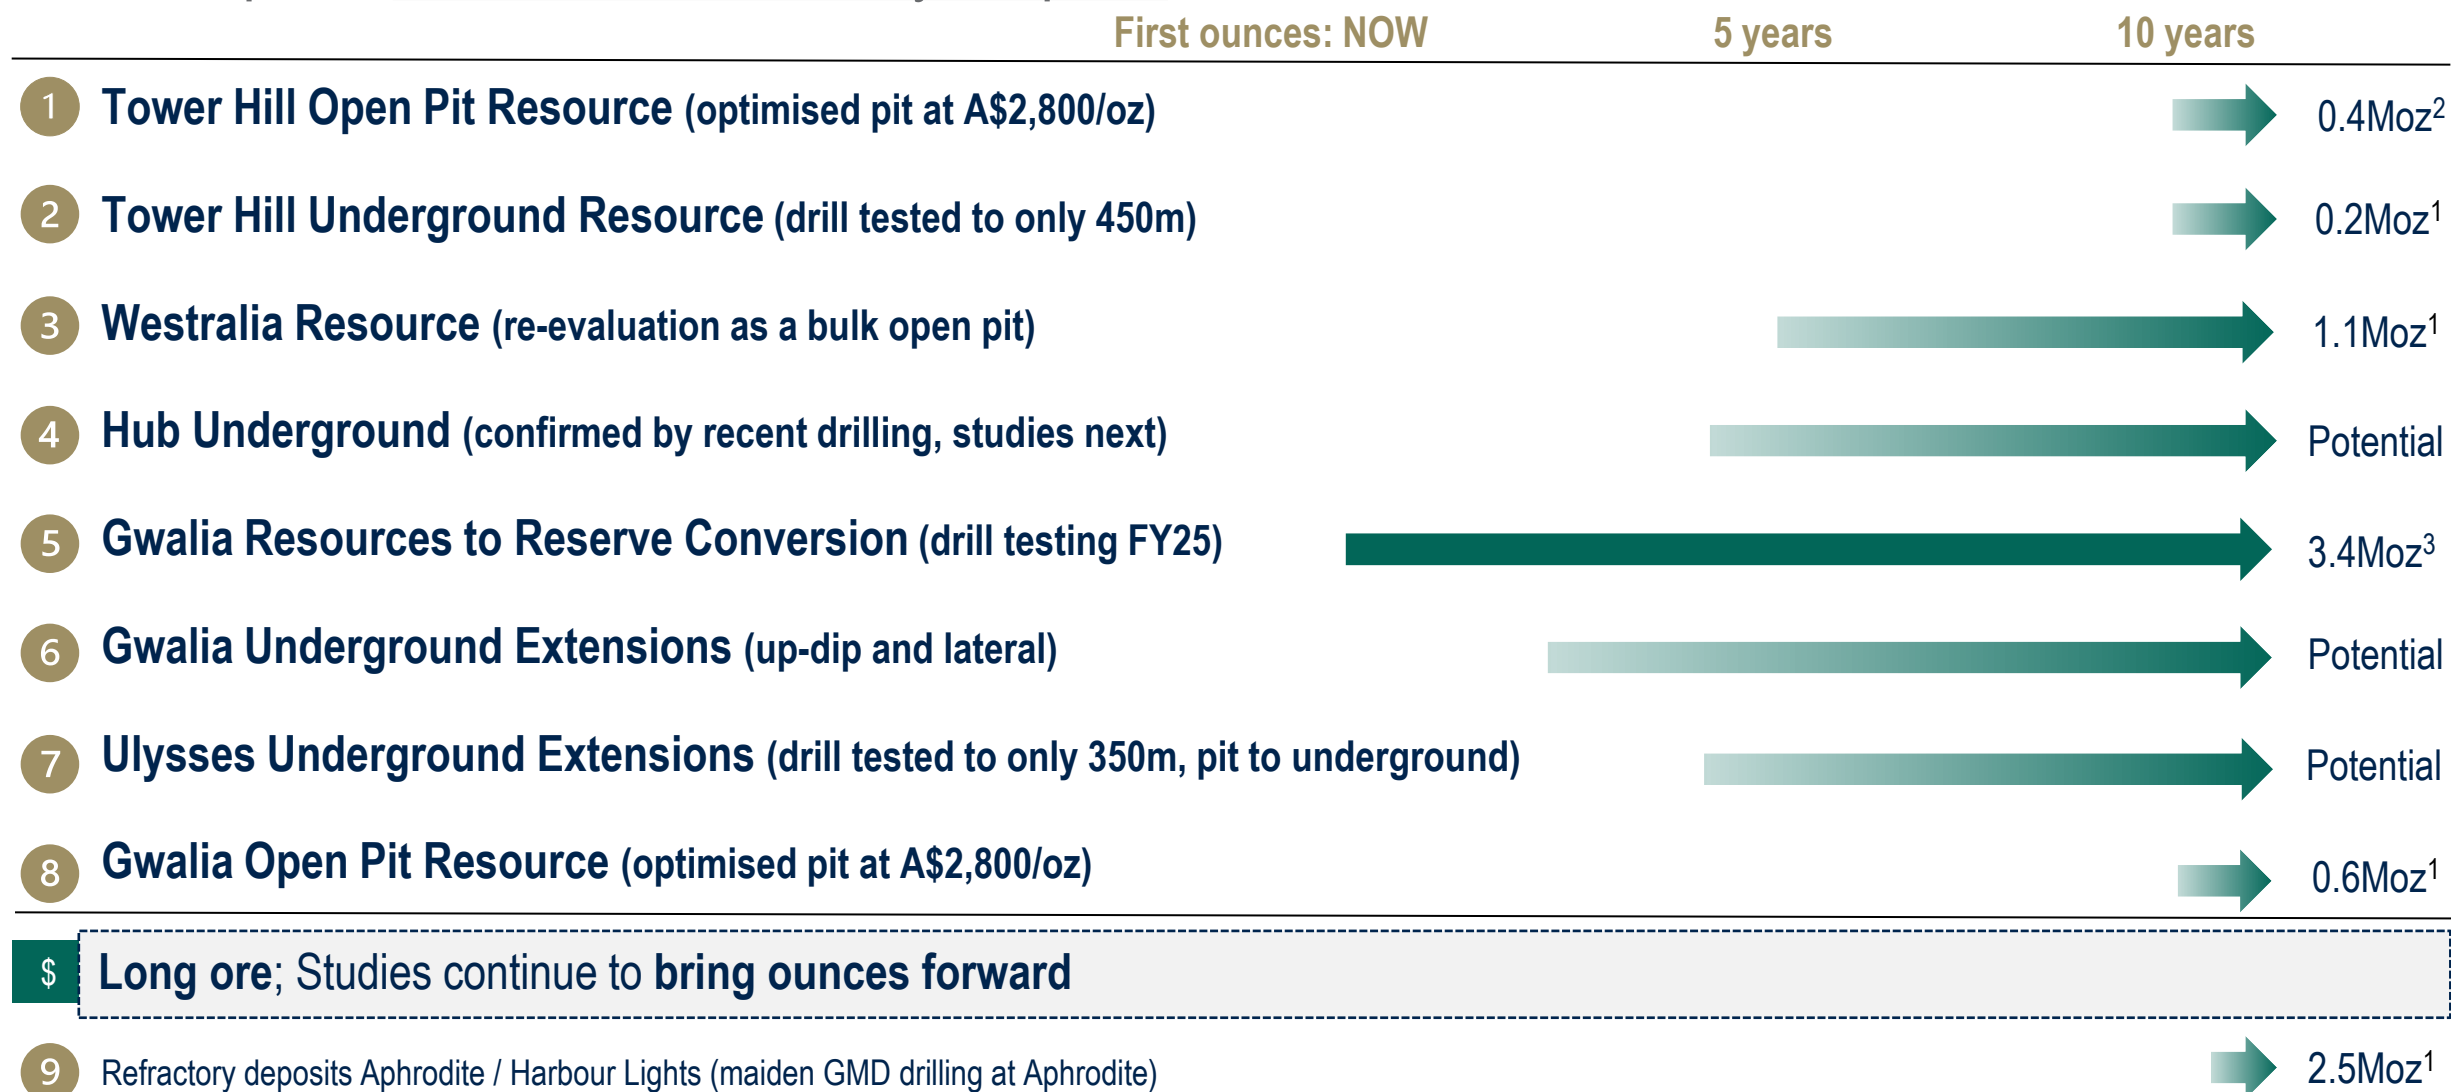 First ounces: NOW 5 years 10 years
1 Tower Hill Open Pit Resource (optimised pit at A$2,800/oz) 0.4Moz²
2 Tower Hill Underground Resource (drill tested to only 450m) 0.2Moz¹
3 Westralia Resource (re-evaluation as a bulk open pit) 1.1Moz¹
4 Hub Underground (confirmed by recent drilling, studies next) Potential
5 Gwalia Resources to Reserve Conversion (drill testing FY25) 3.4Moz³
6 Gwalia Underground Extensions (up-dip and lateral) Potential
7 Ulysses Underground Extensions (drill tested to only 350m, pit to underground) Potential
8 Gwalia Open Pit Resource (optimised pit at A$2,800/oz) 0.6Moz¹
$ Long ore; Studies continue to bring ounces forward
9 Refractory deposits Aphrodite / Harbour Lights (maiden GMD drilling at Aphrodite) 2.5Moz¹